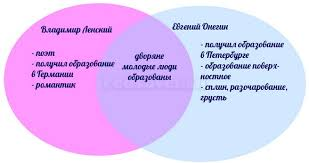 Владимир Ленский
- поэт
- получил образование
в Германии
- романтик
дворяне
молодые люди
образованы
Евгений Онегин
- получил образование
в Петербурге
- образование поверх-
ностное
- сплин, разочарование,
грусть